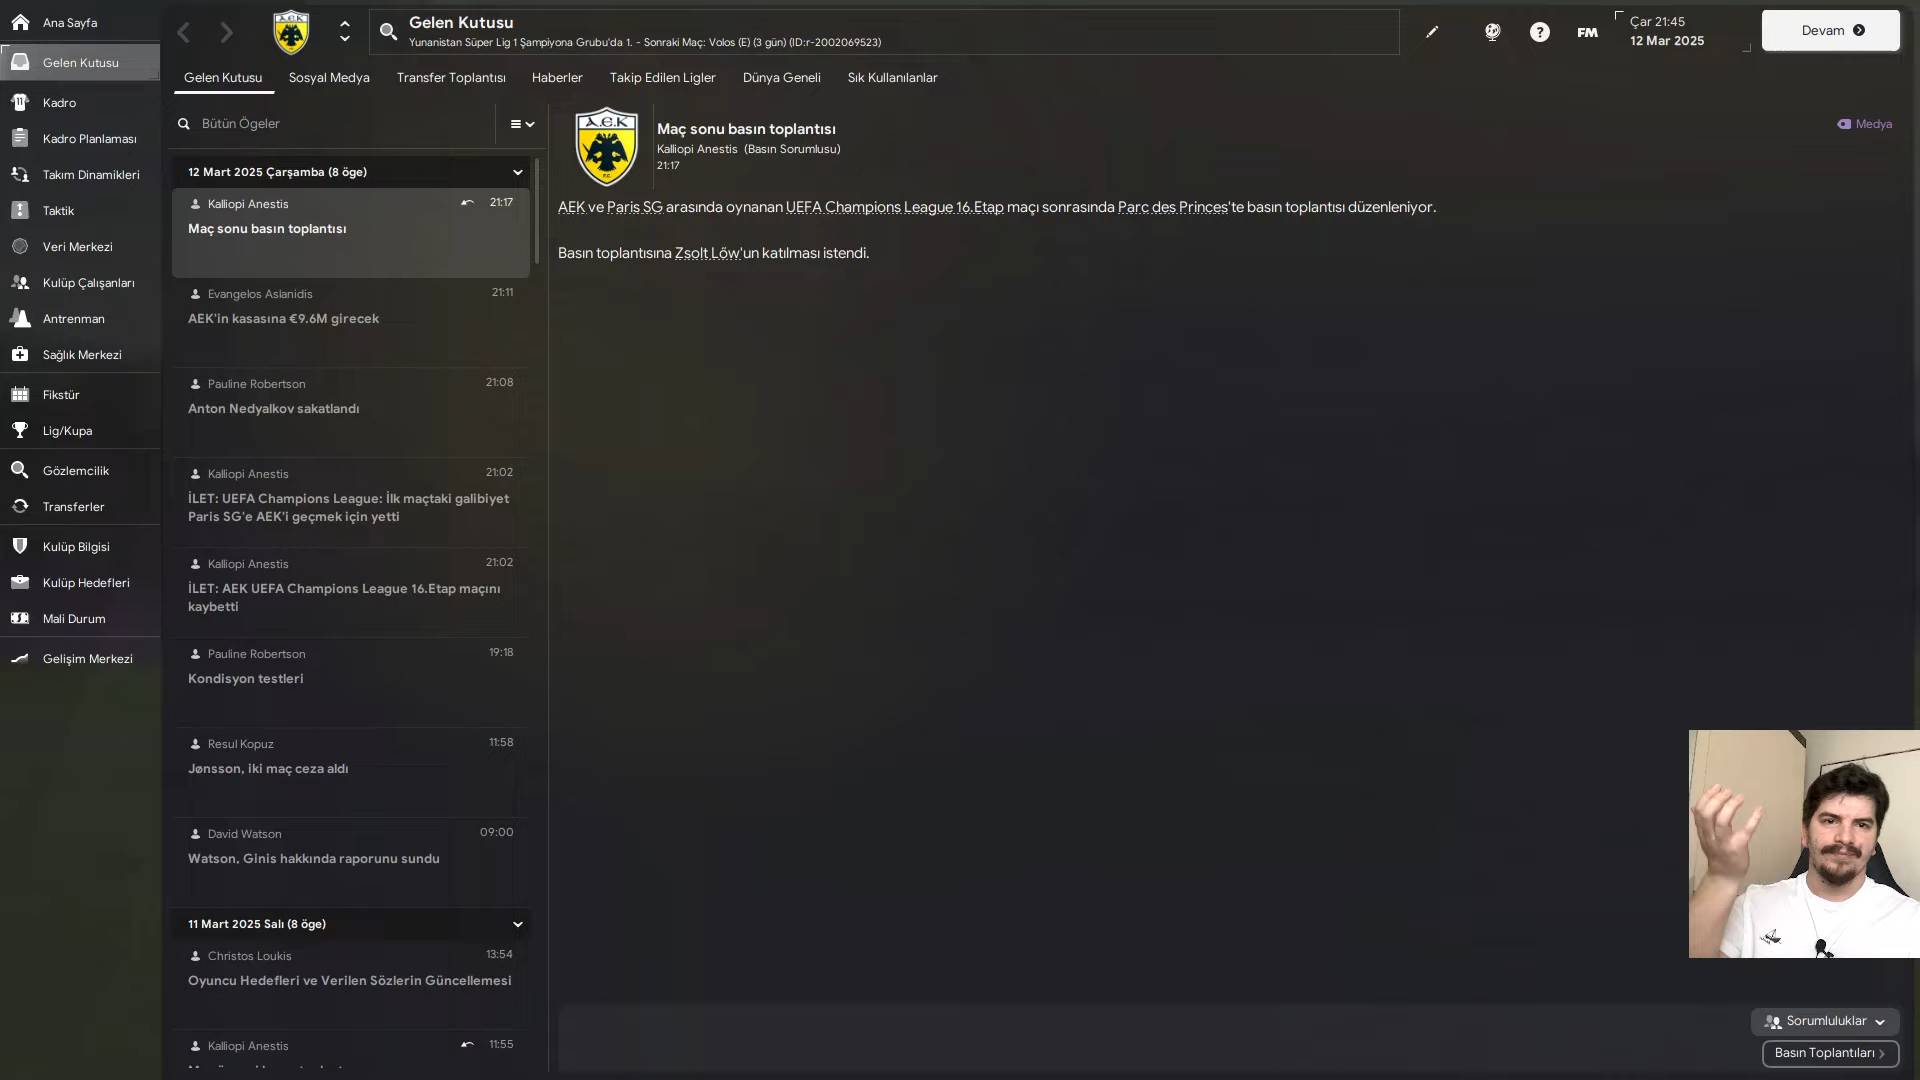 Ana Sayfa
Gelen Kutusu
Kadro
Kadro Planlaması
Takım Dinamikleri
Taktik
Veri Merkezi
Kulüp Çalışanları
Antrenman
Sağlık Merkezi
Fikstür
Lig/Kupa
Gözlemcilik
Transferler
Kulüp Bilgisi
Kulüp Hedefleri
Mali Durum
Gelişim Merkezi
Gelen Kutusu
Yunanistan Süper Lig 1 Şampiyona Grubu'da 1. - Sonraki Maç: Volos (E) (3 gün) (ID:r-2002069523)
FM
Çar 21:45
12 Mar 2025
Devam
Gelen Kutusu
Sosyal Medya
Transfer Toplantısı
Haberler
Takip Edilen Ligler
Dünya Geneli
Sık Kullanılanlar
Bütün Ögeler
12 Mart 2025 Çarşamba (8 öge)
Kalliopi Anestis 21:17
Maç sonu basın toplantısı
Evangelos Aslanidis 21:11
AEK'in kasasına €9.6M girecek
Pauline Robertson 21:08
Anton Nedyalkov sakatlandı
Kalliopi Anestis 21:02
İLET: UEFA Champions League: İlk maçtaki galibiyet
Paris SG'e AEK'i geçmek için yetti
Kalliopi Anestis 21:02
İLET: AEK UEFA Champions League 16.Etap maçını
kaybetti
Pauline Robertson 19:18
Kondisyon testleri
Resul Kopuz 11:58
Jønsson, iki maç ceza aldı
David Watson 09:00
Watson, Ginis hakkında raporunu sundu
11 Mart 2025 Salı (8 öge)
Christos Loukis 13:54
Oyuncu Hedefleri ve Verilen Sözlerin Güncellemesi
Kalliopi Anestis 11:55
A.E.K
F.C.
Maç sonu basın toplantısı
Kalliopi Anestis (Basın Sorumlusu)
21:17
Medya
AEK ve Paris SG arasında oynanan UEFA Champions League 16.Etap maçı sonrasında Parc des Princes'te basın toplantısı düzenleniyor.
Basın toplantısına Zsolt Lőw'un katılması istendi.
Sorumluluklar
Basın Toplantıları